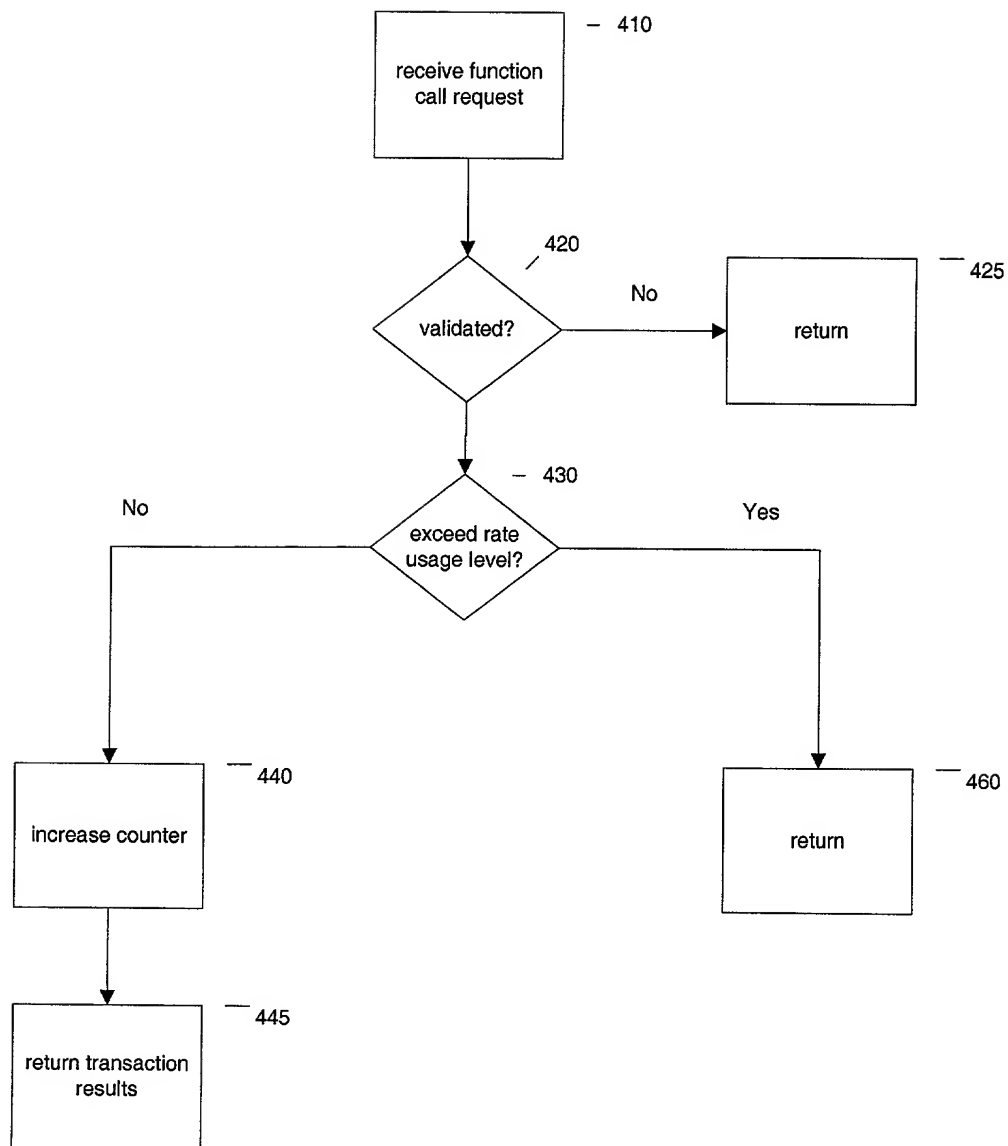 410
receive function
call request
420
validated?
No
425
return
430
No
exceed rate
usage level?
Yes
440
increase counter
460
return
445
return transaction
results